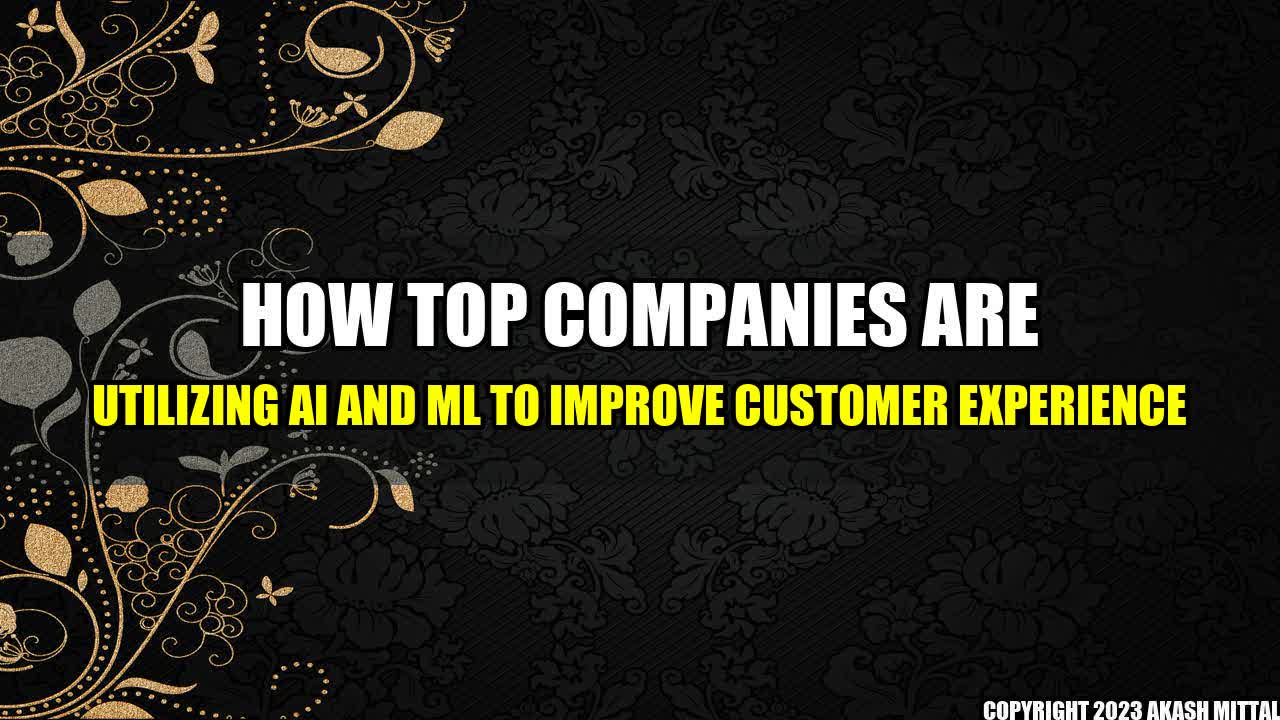 HOW TOP COMPANIES ARE
UTILIZING AI AND ML TO IMPROVE CUSTOMER EXPERIENCE
COPYRIGHT 2023 AKASH MITTAL